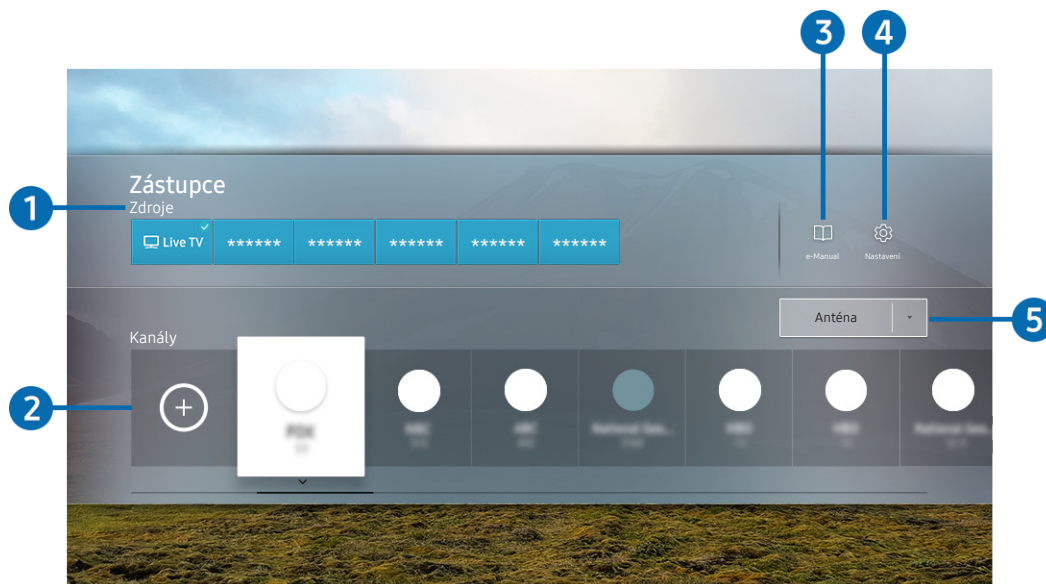 3 4
Zástupce
1
Zdroje
Live TV ****** ****** ****** ****** ******
e-Manual Nastavení
Anténa
5
Kanály
2